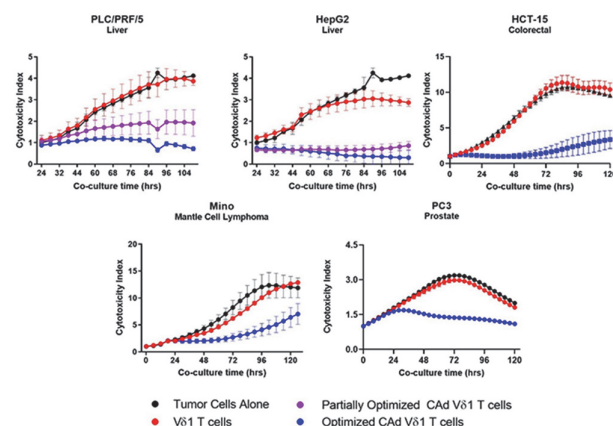 PLC/PRF/5
Liver
Cytotoxicity Index
5
4
3
2
1
0
24 32 40 48 56 64 72 80 88 96 104
Co-culture time (hrs)
HepG2
Liver
Cytotoxicity Index
5
4
3
2
1
0
24 32 40 48 56 64 72 80 88 96 104
Co-culture time (hrs)
HCT-15
Colorectal
Cytotoxicity Index
15
10
5
0
0 24 48 72 96 120
Co-culture time (hrs)
Mino
Mantle Cell Lymphoma
Cytotoxicity Index
20
15
10
5
0
0 24 48 72 96 120
Co-culture time (hrs)
PC3
Prostate
Cytotoxicity Index
4.5
3.0
1.5
0.0
0 24 48 72 96 120
Co-culture time (hrs)
Tumor Cells Alone
Vδ1 T cells
Partially Optimized CAd Vδ1 T cells
Optimized CAd Vδ1 T cells